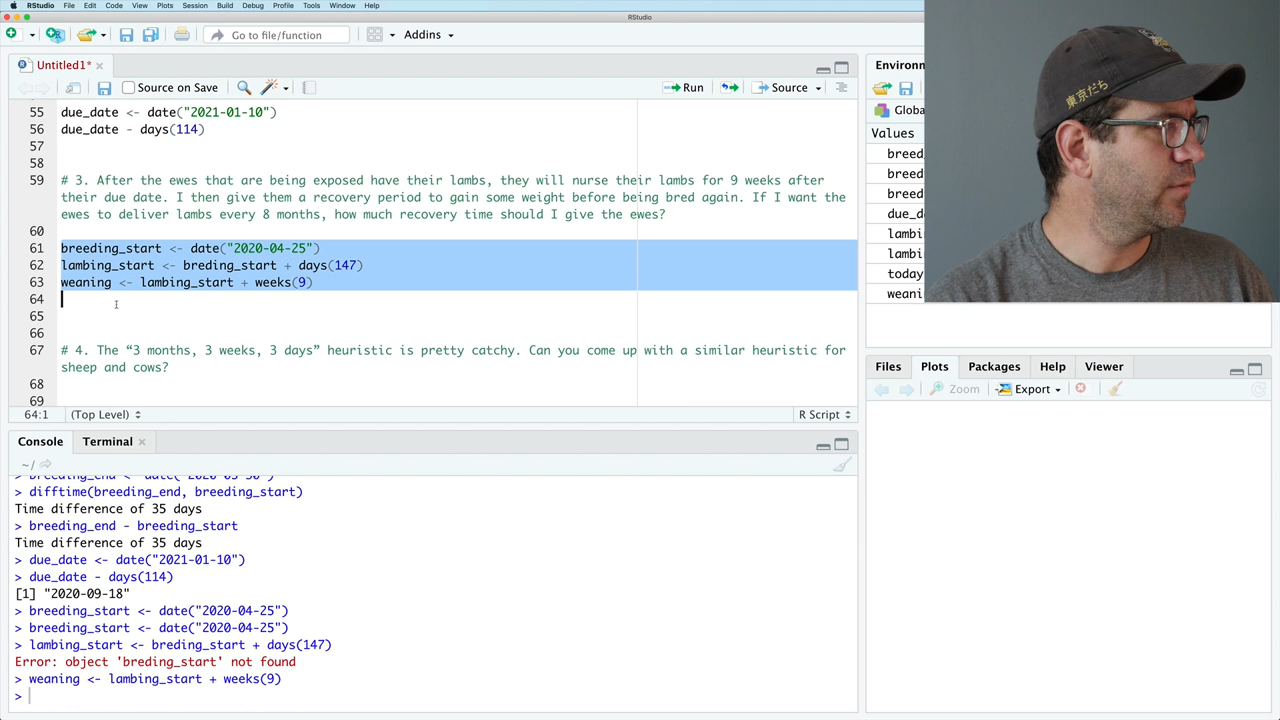 RStudio File Edit Code View Plots Session Build Debug Profile Tools Window Help
RStudio
Go to file/function Addins
Untitled1*
Source on Save Run Source
55 due_date <- date("2021-01-10")
56 due_date - days(114)
57
58
59 # 3. After the ewes that are being exposed have their lambs, they will nurse their lambs for 9 weeks after
their due date. I then give them a recovery period to gain some weight before being bred again. If I want the
ewes to deliver lambs every 8 months, how much recovery time should I give the ewes?
60
61 breeding_start <- date("2020-04-25")
62 lambing_start <- breding_start + days(147)
63 weaning <- lambing_start + weeks(9)
64
65
66
67 # 4. The “3 months, 3 weeks, 3 days” heuristic is pretty catchy. Can you come up with a similar heuristic for
sheep and cows?
68
69
64:1 (Top Level) R Script
Console Terminal
~/
> difftime(breeding_end, breeding_start)
Time difference of 35 days
> breeding_end - breeding_start
Time difference of 35 days
> due_date <- date("2021-01-10")
> due_date - days(114)
[1] "2020-09-18"
> breeding_start <- date("2020-04-25")
> breeding_start <- date("2020-04-25")
> lambing_start <- breding_start + days(147)
Error: object 'breding_start' not found
> weaning <- lambing_start + weeks(9)
>
Values
breed
breed
breed
due_d
lambi
lambi
today
weani
Files Plots Packages Help Viewer
Zoom Export
東京だち